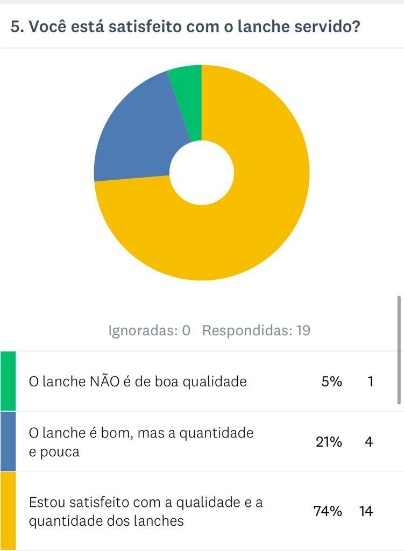 5. Você está satisfeito com o lanche servido?
Ignoradas: 0 Respondidas: 19
O lanche NÃO é de boa qualidade 5% 1
O lanche é bom, mas a quantidade
e pouca 21% 4
Estou satisfeito com a qualidade e a
quantidade dos lanches 74% 14